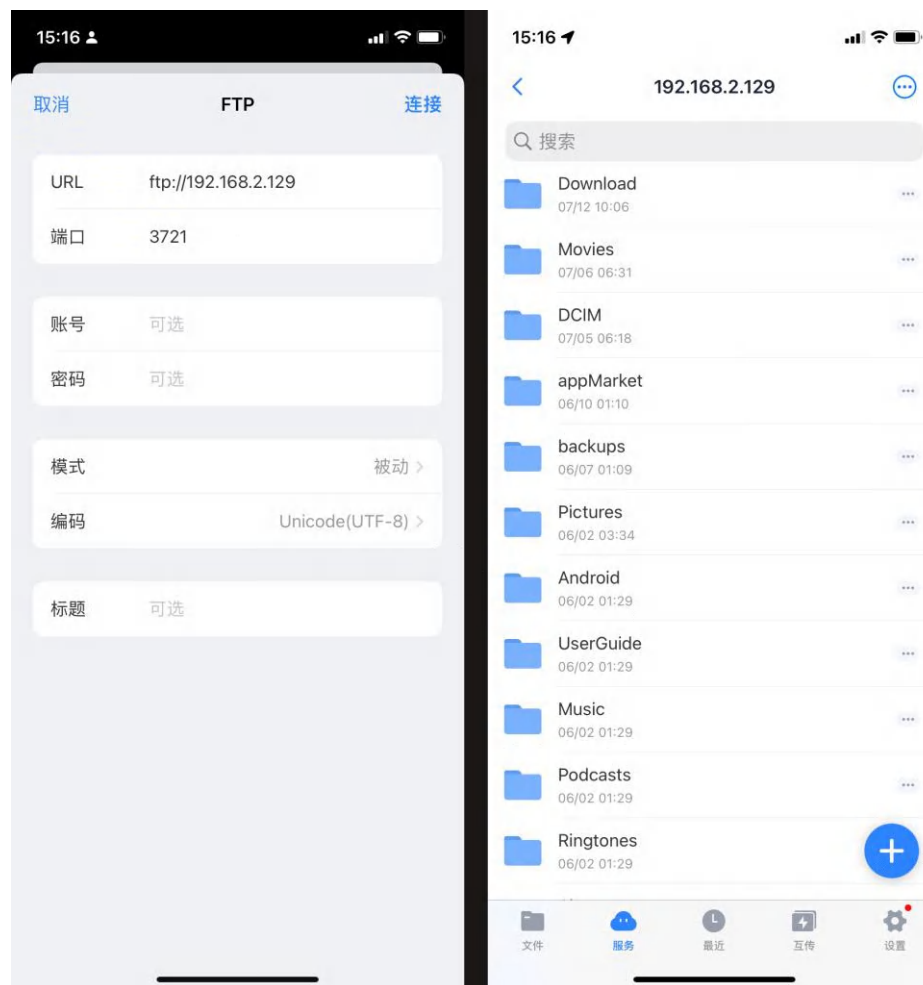 15:16
取消
FTP
连接
URL
ftp://192.168.2.129
端口
3721
账号
可选
密码
可选
模式
被动
编码
Unicode(UTF-8)
标题
可选
15:16
192.168.2.129
搜索
Download
07/12 10:06
Movies
07/06 06:31
DCIM
07/05 06:18
appMarket
06/10 01:10
backups
06/07 01:09
Pictures
06/02 03:34
Android
06/02 01:29
UserGuide
06/02 01:29
Music
06/02 01:29
Podcasts
06/02 01:29
Ringtones
06/02 01:29
文件
服务
最近
互传
设置